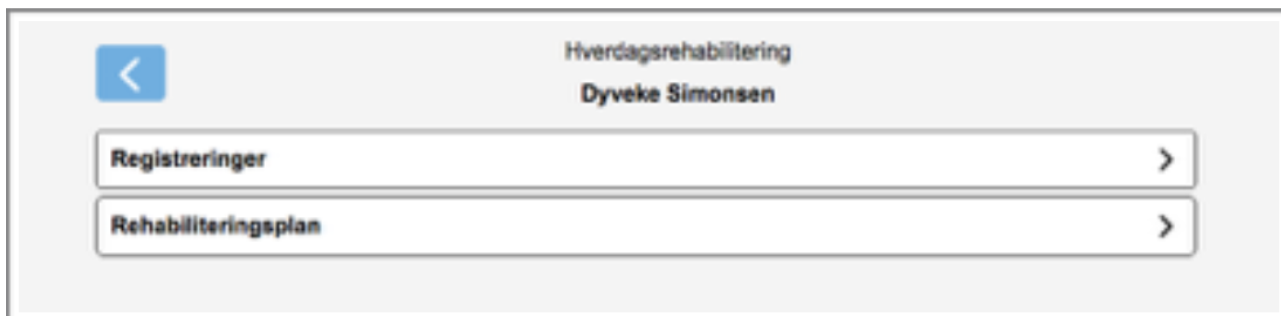 Hverdagsrehabilitering
Dyveke Simonsen
Registreringer
Rehabiliteringsplan